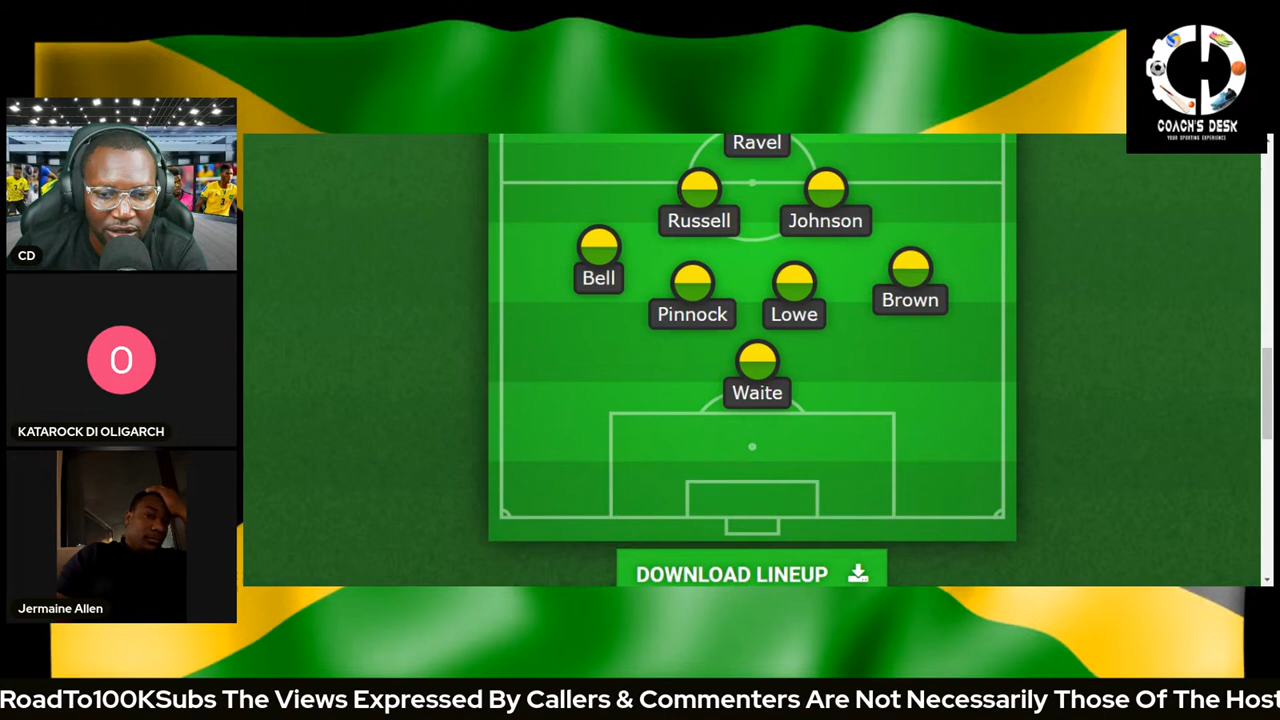 COACH'S DESK
YOUR SPORTING EXPERIENCE
CD
O
KATAROCK DI OLIGARCH
Jermaine Allen
Ravel
Russell
Johnson
Bell
Brown
Pinnock
Lowe
Waite
DOWNLOAD LINEUP
RoadTo100KSubs The Views Expressed By Callers & Commenters Are Not Necessarily Those Of The Host